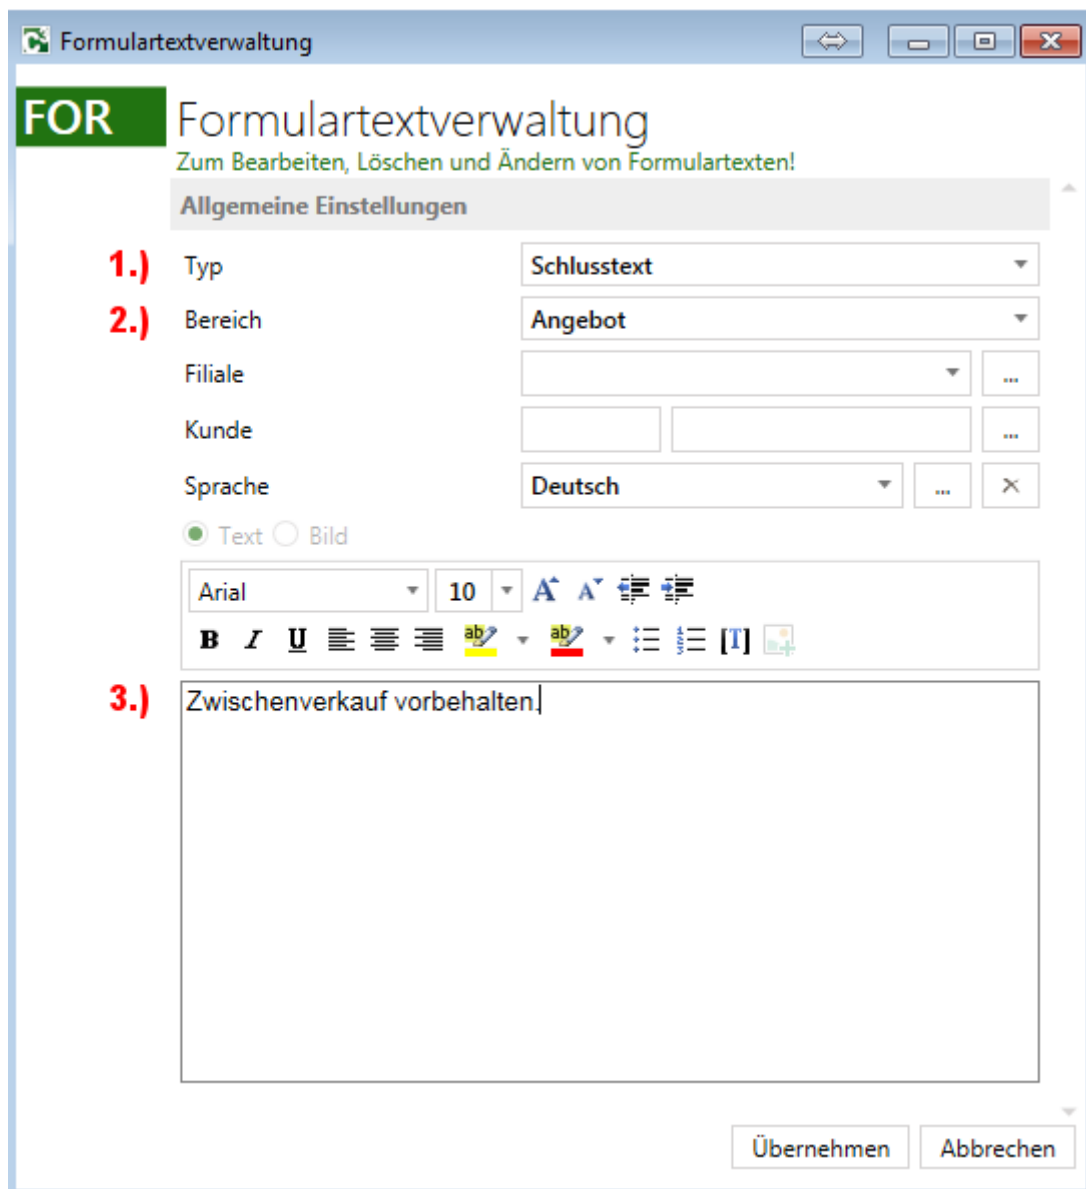 Formulartextverwaltung
FOR
Formulartextverwaltung
Zum Bearbeiten, Löschen und Ändern von Formulartexten!
Allgemeine Einstellungen
1.) Typ Schlusstext
2.) Bereich Angebot
Filiale ...
Kunde ...
Sprache Deutsch ...
Text Bild
Arial 10 A A
B I U ab ab [T]
3.) Zwischenverkauf vorbehalten.
Übernehmen Abbrechen